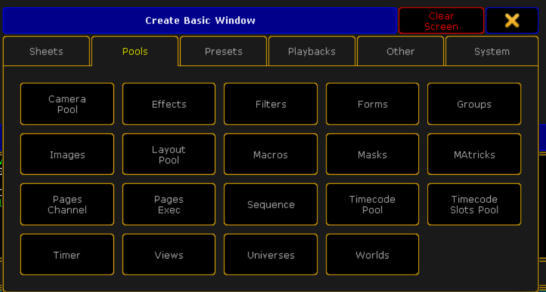 Create Basic Window
Clear
Screen
Sheets
Pools
Presets
Playbacks
Other
System
Camera
Pool
Effects
Filters
Forms
Groups
Images
Layout
Pool
Macros
Masks
MAtricks
Pages
Channel
Pages
Exec
Sequence
Timecode
Pool
Timecode
Slots Pool
Timer
Views
Universes
Worlds